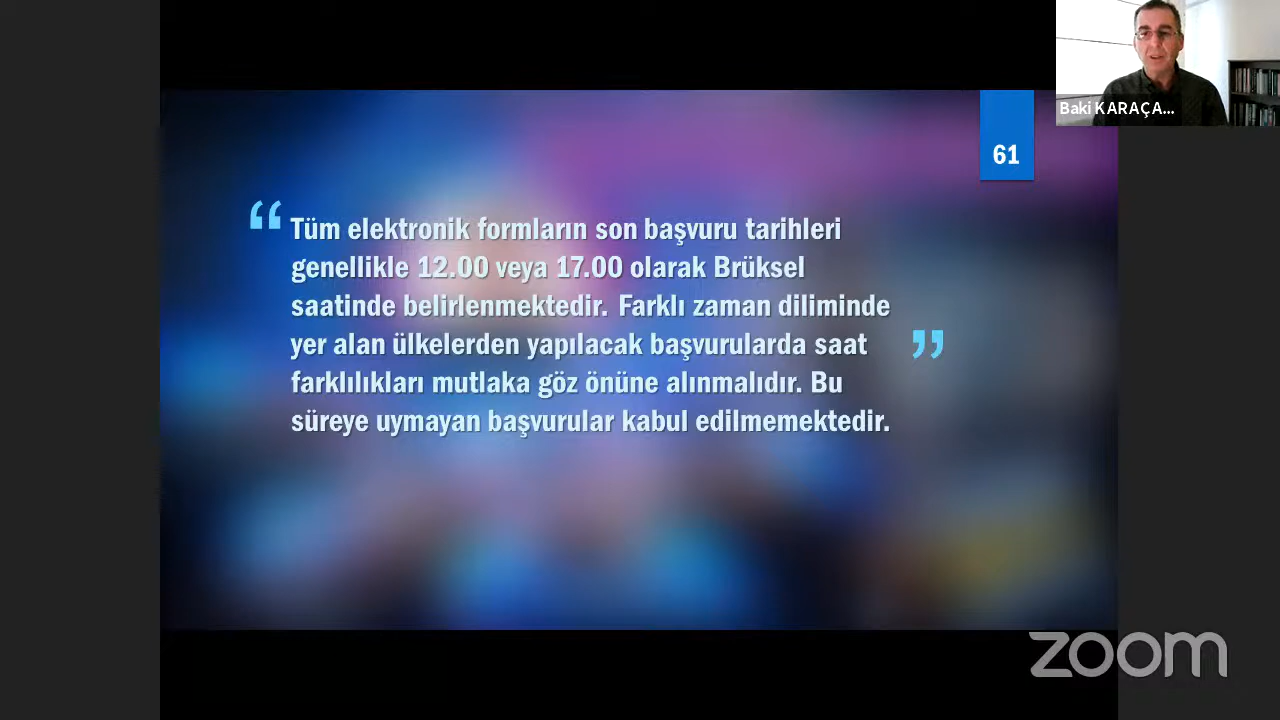 Baki KARAÇA...
61
“Tüm elektronik formların son başvuru tarihleri
genellikle 12.00 veya 17.00 olarak Brüksel
saatinde belirlenmektedir. Farklı zaman diliminde
yer alan ülkelerden yapılacak başvurularda saat
farklılıkları mutlaka göz önüne alınmalıdır. Bu
süreye uymayan başvurular kabul edilmemektedir.”
zoom